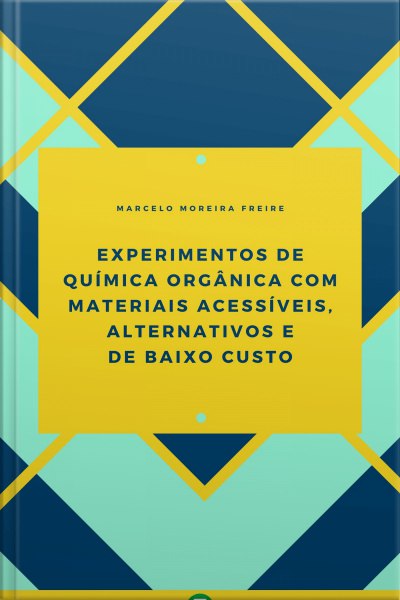 MARCELO MOREIRA FREIRE
EXPERIMENTOS DE
QUÍMICA ORGÂNICA COM
MATERIAIS ACESSÍVEIS,
ALTERNATIVOS E
DE BAIXO CUSTO